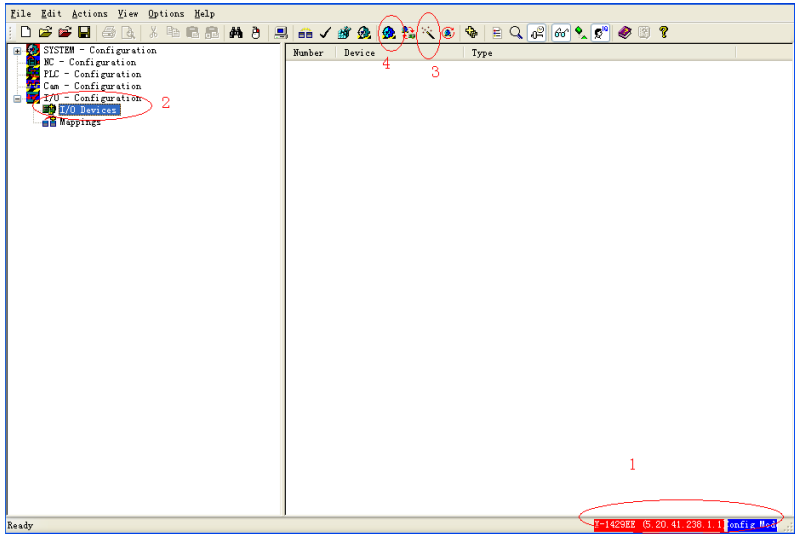 File Edit Actions View Options Help
SYSTEM - Configuration
NC - Configuration
PLC - Configuration
Cam - Configuration
I/O - Configuration
I/O Devices
Mappings
2
Number Device Type
4
3
1
Ready
Y-1429EE (5.20.41.238.1.1 Config Mod